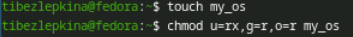 tibezlepkina@fedora:~$ touch my_os
tibezlepkina@fedora:~$ chmod u=rx,g=r,o=r my_os